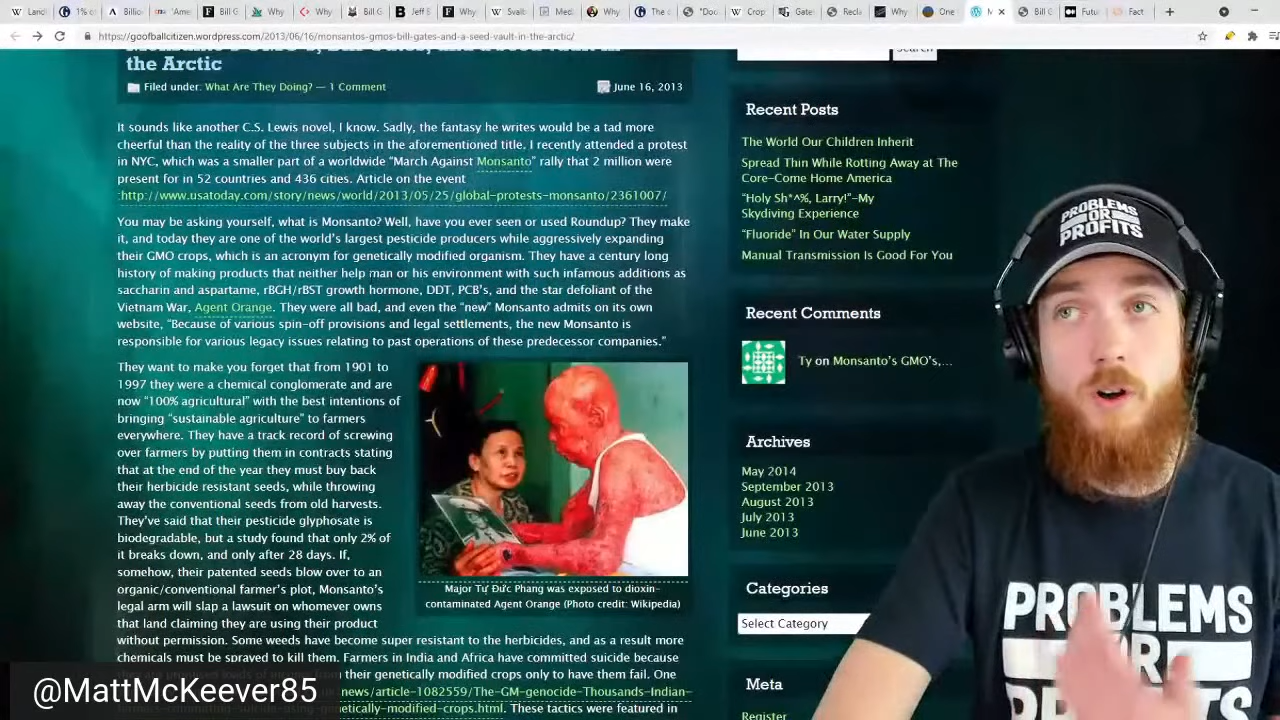 https://goofballcitizen.wordpress.com/2013/06/16/monsantos-gmos-bill-gates-and-a-seed-vault-in-the-arctic/
the Arctic
Filed under: What Are They Doing? — 1 Comment
June 16, 2013
It sounds like another C.S. Lewis novel, I know. Sadly, the fantasy he writes would be a tad more
cheerful than the reality of the three subjects in the aforementioned title. I recently attended a protest
in NYC, which was a smaller part of a worldwide “March Against Monsanto” rally that 2 million were
present for in 52 countries and 436 cities. Article on the event
:http://www.usatoday.com/story/news/world/2013/05/25/global-protests-monsanto/2361007/
You may be asking yourself, what is Monsanto? Well, have you ever seen or used Roundup? They make
it, and today they are one of the world’s largest pesticide producers while aggressively expanding
their GMO crops, which is an acronym for genetically modified organism. They have a century long
history of making products that neither help man or his environment with such infamous additions as
saccharin and aspartame, rBGH/rBST growth hormone, DDT, PCB’s, and the star defoliant of the
Vietnam War, Agent Orange. They were all bad, and even the “new” Monsanto admits on its own
website, “Because of various spin-off provisions and legal settlements, the new Monsanto is
responsible for various legacy issues relating to past operations of these predecessor companies.”
They want to make you forget that from 1901 to
1997 they were a chemical conglomerate and are
now “100% agricultural” with the best intentions of
bringing “sustainable agriculture” to farmers
everywhere. They have a track record of screwing
over farmers by putting them in contracts stating
that at the end of the year they must buy back
their herbicide resistant seeds, while throwing
away the conventional seeds from old harvests.
They’ve said that their pesticide glyphosate is
biodegradable, but a study found that only 2% of
it breaks down, and only after 28 days. If,
somehow, their patented seeds blow over to an
organic/conventional farmer’s plot, Monsanto’s
legal arm will slap a lawsuit on whomever owns
that land claiming they are using their product
without permission. Some weeds have become super resistant to the herbicides, and as a result more
chemicals must be sprayed to kill them. Farmers in India and Africa have committed suicide because
their genetically modified crops only to have them fail. One
news/article-1082559/The-GM-genocide-Thousands-Indian-
genetically-modified-crops.html. These tactics were featured in
Major Tự Đức Phang was exposed to dioxin-
contaminated Agent Orange (Photo credit: Wikipedia)
Search
Recent Posts
The World Our Children Inherit
Spread Thin While Rotting Away at The
Core–Come Home America
“Holy Sh*^%, Larry!”–My
Skydiving Experience
“Fluoride” In Our Water Supply
Manual Transmission Is Good For You
Recent Comments
Ty on Monsanto’s GMO’s,…
Archives
May 2014
September 2013
August 2013
July 2013
June 2013
Categories
Select Category
Meta
Register
PROBLEMS
OR
PROFITS
PROBLEMS
@MattMcKeever85